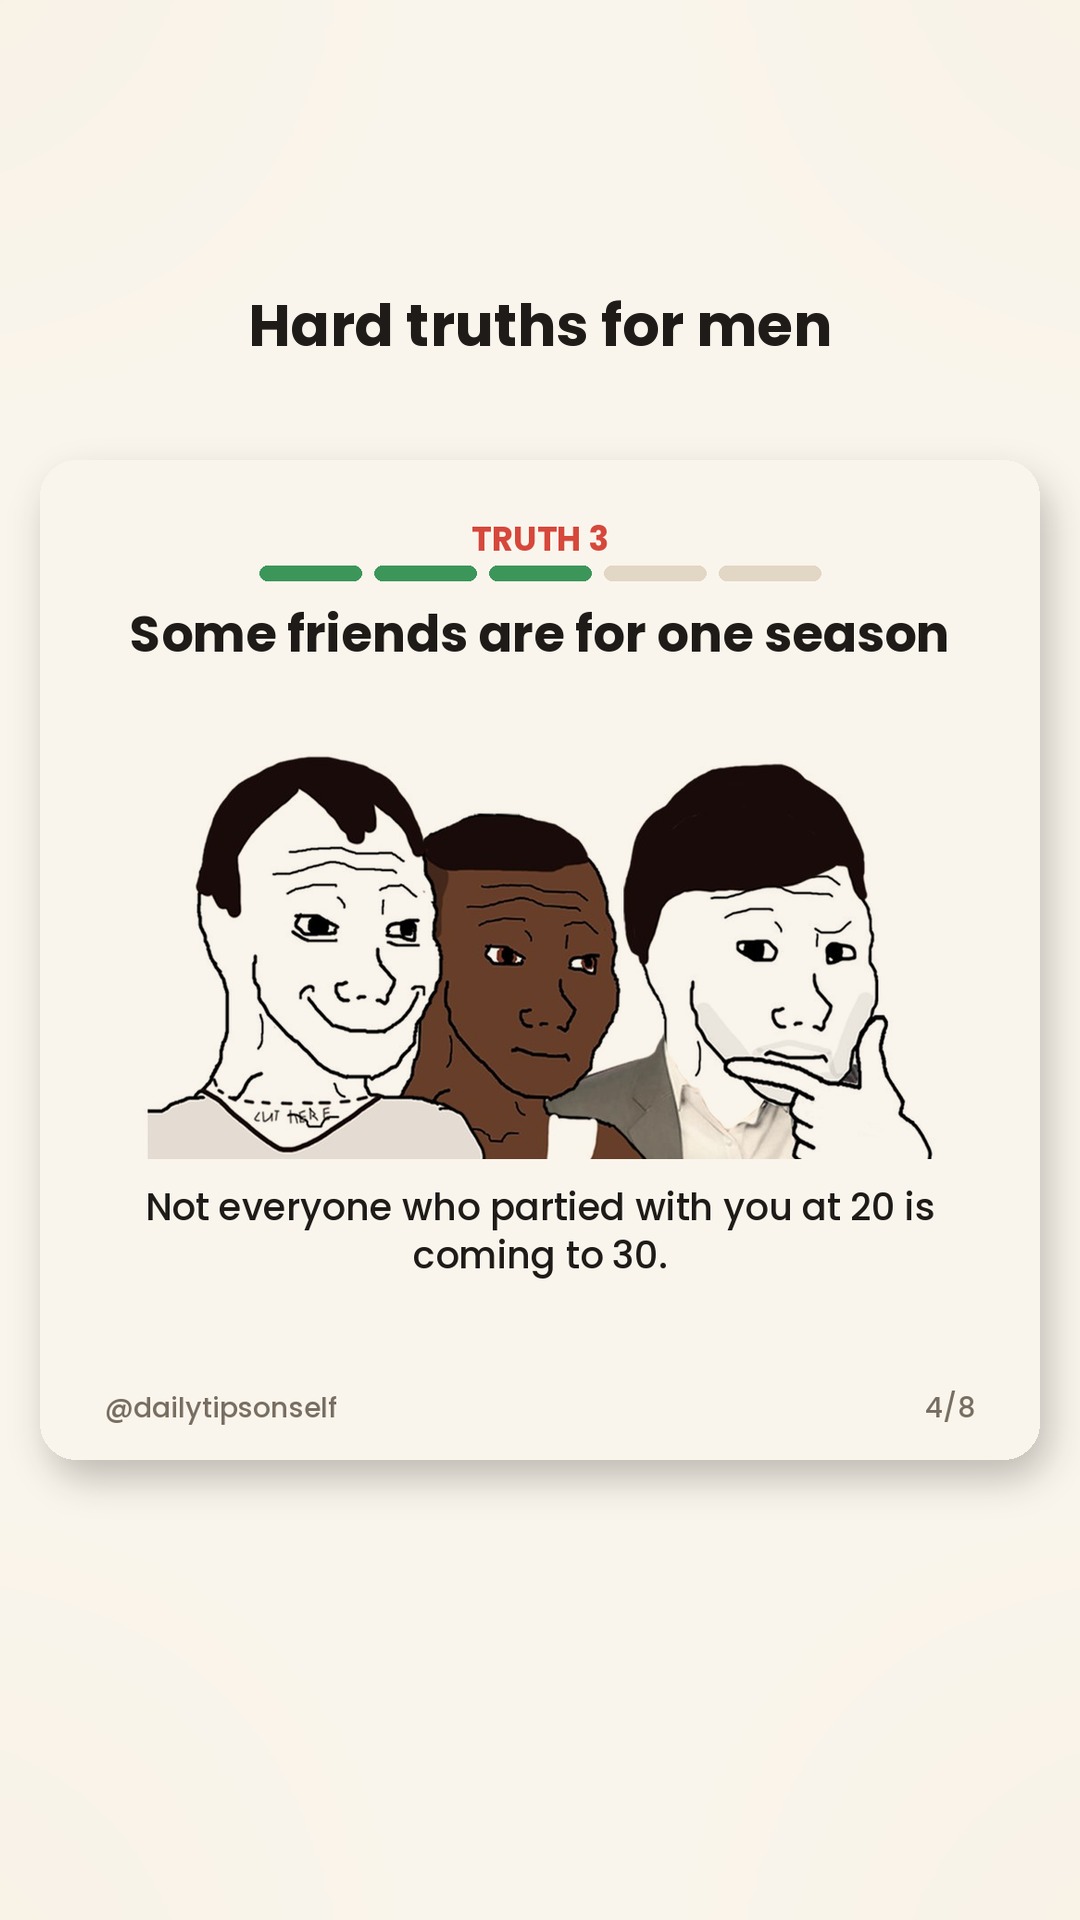 Hard truths for men
TRUTH 3
Some friends are for one season
CUT HERE
Not everyone who partied with you at 20 is
coming to 30.
@dailytipsonself
4/8